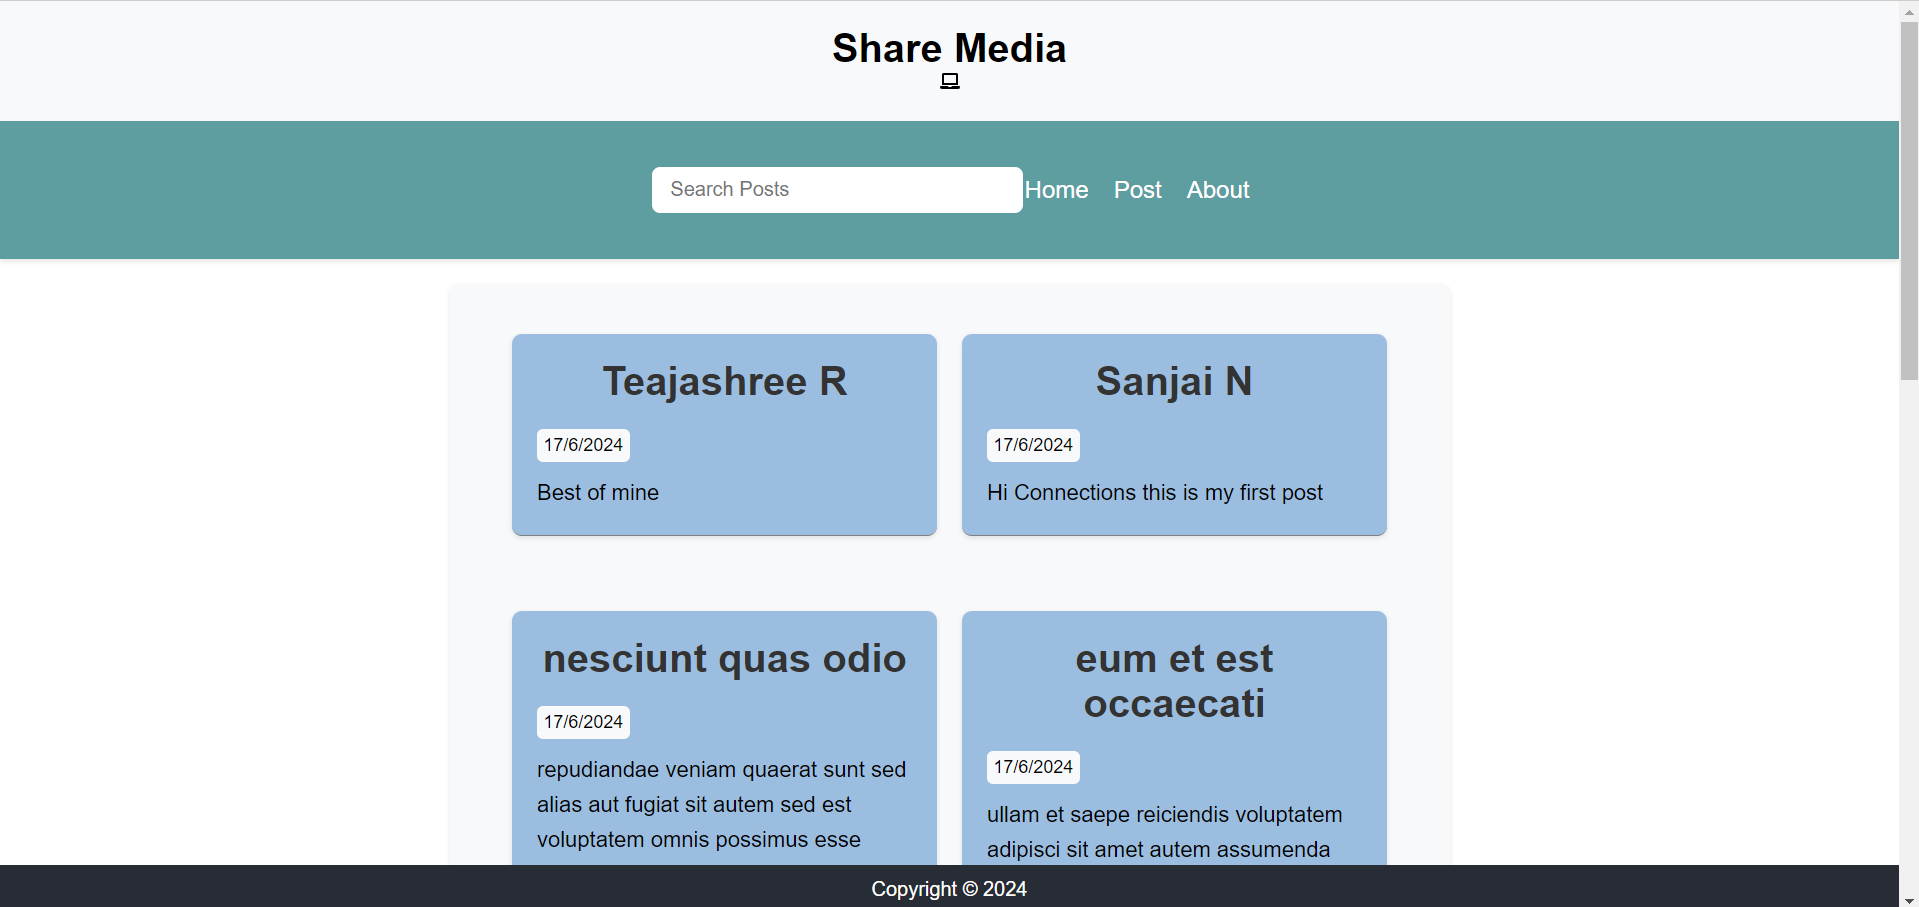 Share Media
Search Posts
Home Post About
Teajashree R
17/6/2024
Best of mine
Sanjai N
17/6/2024
Hi Connections this is my first post
nesciunt quas odio
17/6/2024
repudiandae veniam quaerat sunt sed
alias aut fugiat sit autem sed est
voluptatem omnis possimus esse
eum et est
occaecati
17/6/2024
ullam et saepe reiciendis voluptatem
adipisci sit amet autem assumenda
Copyright © 2024